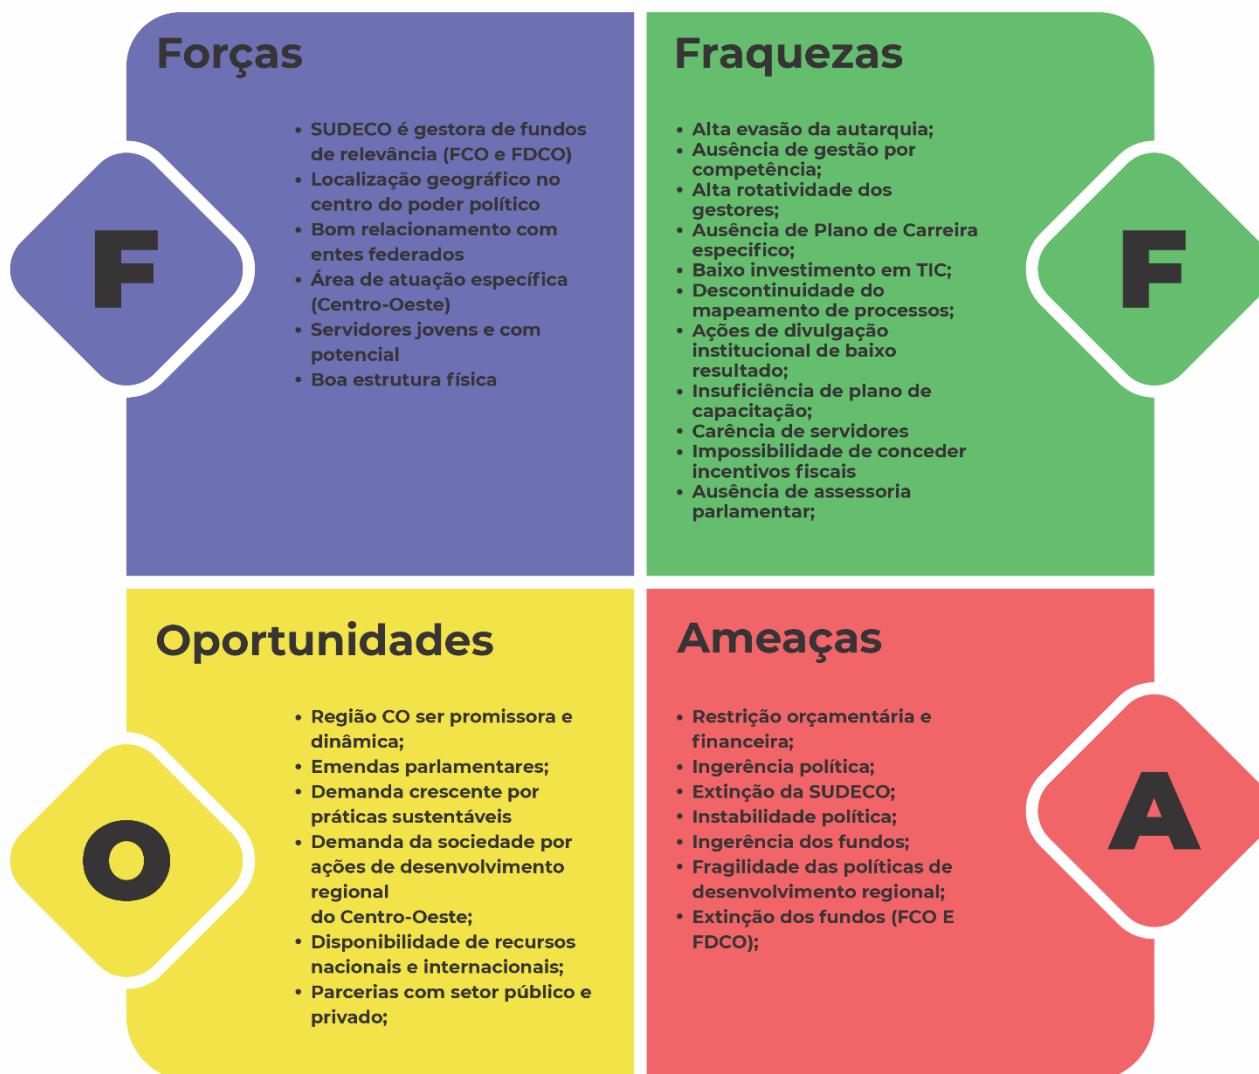 Forças
F
• SUDECO é gestora de fundos
de relevância (FCO e FDCO)
• Localização geográfico no
centro do poder político
• Bom relacionamento com
entes federados
• Área de atuação específica
(Centro-Oeste)
• Servidores jovens e com
potencial
• Boa estrutura física
Fraquezas
F
• Alta evasão da autarquia;
• Ausência de gestão por
competência;
• Alta rotatividade dos
gestores;
• Ausência de Plano de Carreira
especifico;
• Baixo investimento em TIC;
• Descontinuidade do
mapeamento de processos;
• Ações de divulgação
institucional de baixo
resultado;
• Insuficiência de plano de
capacitação;
• Carência de servidores
• Impossibilidade de conceder
incentivos fiscais
• Ausência de assessoria
parlamentar;
Oportunidades
O
• Região CO ser promissora e
dinâmica;
• Emendas parlamentares;
• Demanda crescente por
práticas sustentáveis
• Demanda da sociedade por
ações de desenvolvimento
regional
do Centro-Oeste;
• Disponibilidade de recursos
nacionais e internacionais;
• Parcerias com setor público e
privado;
Ameaças
A
• Restrição orçamentária e
financeira;
• Ingerência política;
• Extinção da SUDECO;
• Instabilidade política;
• Ingerência dos fundos;
• Fragilidade das políticas de
desenvolvimento regional;
• Extinção dos fundos (FCO E
FDCO);